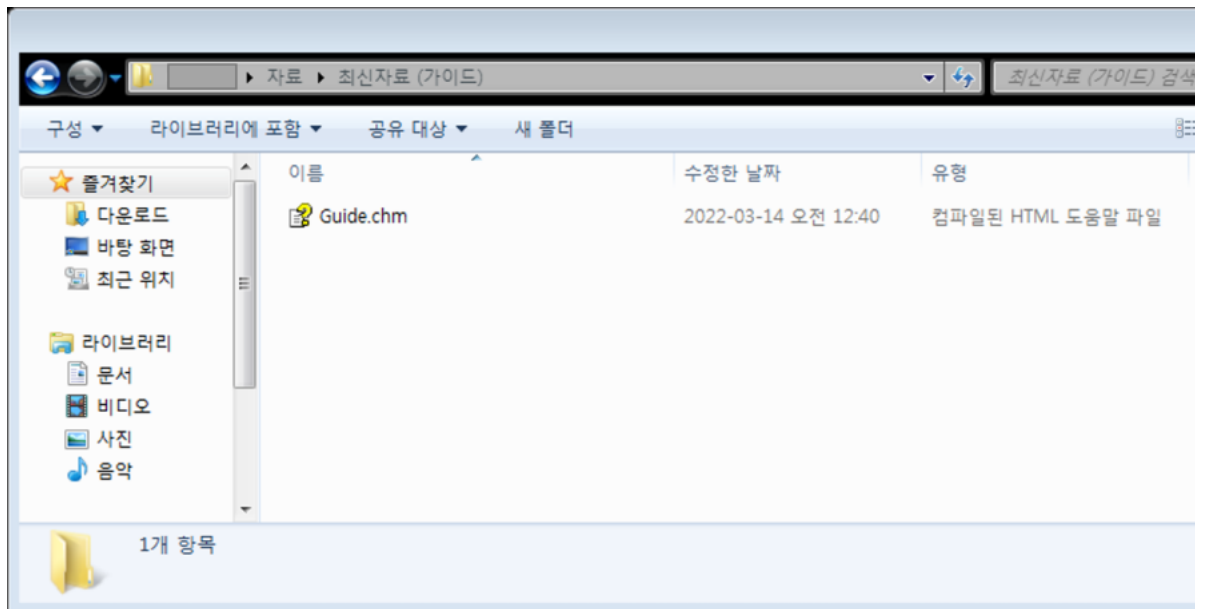 자료 ▶ 최신자료 (가이드)
최신자료 (가이드) 검색
구성 ▼ 라이브러리에 포함 ▼ 공유 대상 ▼ 새 폴더
이름 수정한 날짜 유형
즐겨찾기
다운로드
바탕 화면
최근 위치
라이브러리
문서
비디오
사진
음악
Guide.chm 2022-03-14 오전 12:40 컴파일된 HTML 도움말 파일
1개 항목